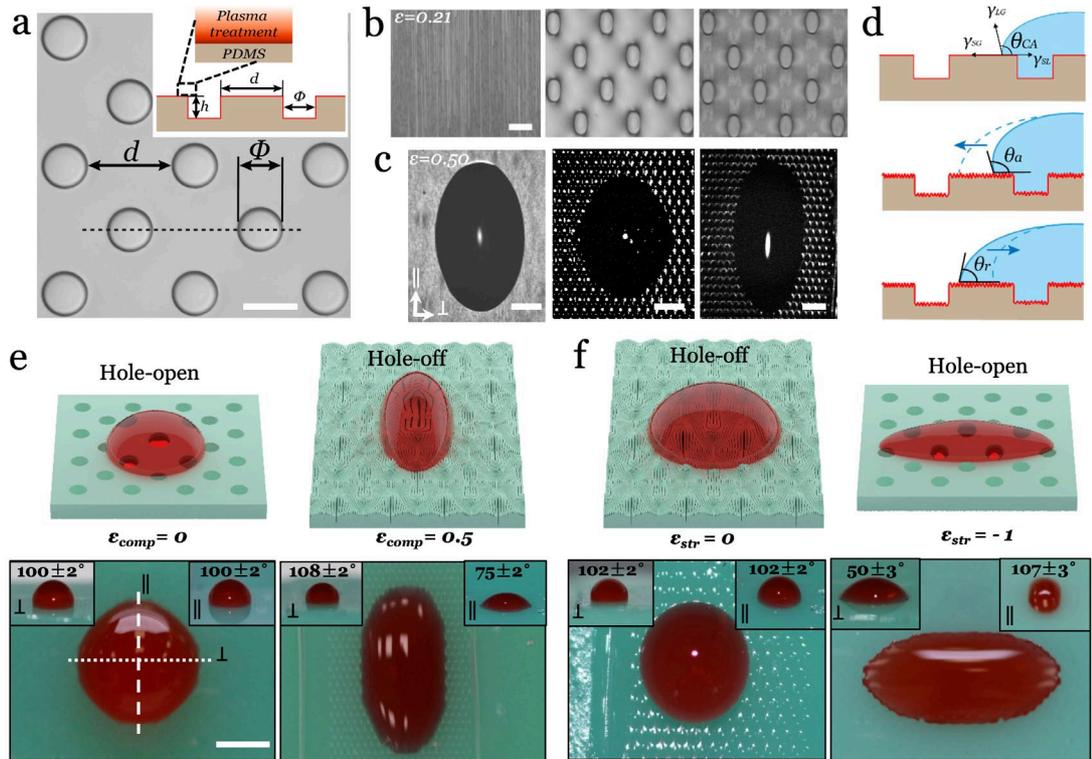 a
Plasma
treatment
PDMS
d
Φ
h
d
Φ
b
ε=0.21
c
ε=0.50
∥
⊥
d
γLG
θCA
γSG
γSL
θa
θr
e
Hole-open
Hole-off
εcomp= 0
εcomp= 0.5
100±2°
100±2°
⊥
∥
∥
⊥
108±2°
75±2°
⊥
∥
f
Hole-off
Hole-open
εstr= 0
εstr= -1
102±2°
102±2°
⊥
∥
50±3°
107±3°
⊥
∥